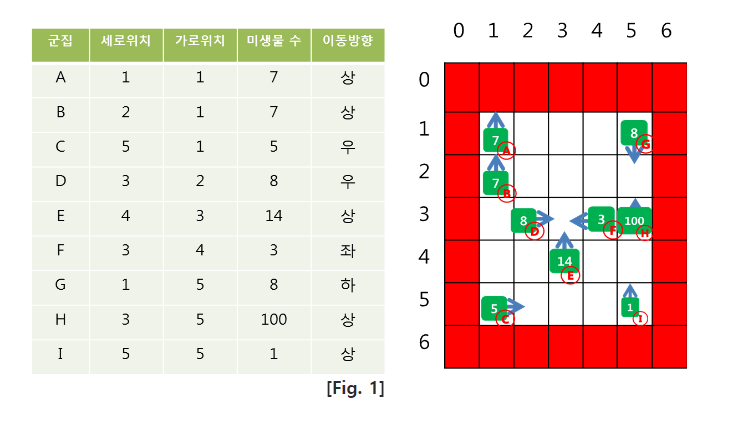 군집 세로위치 가로위치 미생물 수 이동방향
A 1 1 7 상
B 2 1 7 상
C 5 1 5 우
D 3 2 8 우
E 4 3 14 상
F 3 4 3 좌
G 1 5 8 하
H 3 5 100 상
I 5 5 1 상
[Fig. 1]
0 1 2 3 4 5 6
0
1 7 A 8 G
2 7 B
3 8 D 3 F 100 H
4 14 E
5 5 C 1 I
6